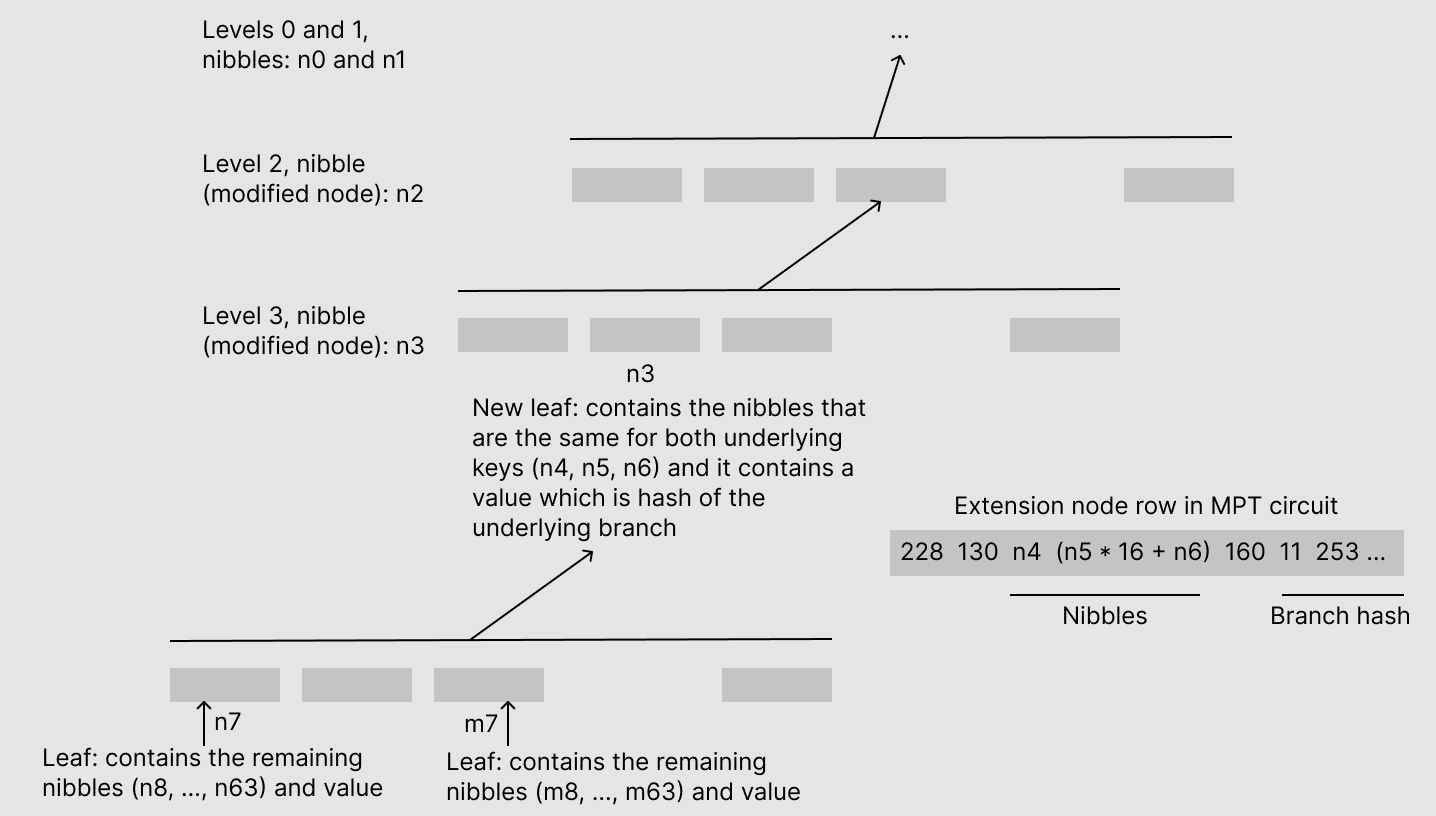 Levels 0 and 1,
nibbles: n0 and n1
...
Level 2, nibble
(modified node): n2
Level 3, nibble
(modified node): n3
n3
New leaf: contains the nibbles that
are the same for both underlying
keys (n4, n5, n6) and it contains a
value which is hash of the
underlying branch
Extension node row in MPT circuit
228 130 n4 (n5 * 16 + n6) 160 11 253 ...
Nibbles
Branch hash
n7
m7
Leaf: contains the remaining
nibbles (n8, ..., n63) and value
Leaf: contains the remaining
nibbles (m8, ..., m63) and value